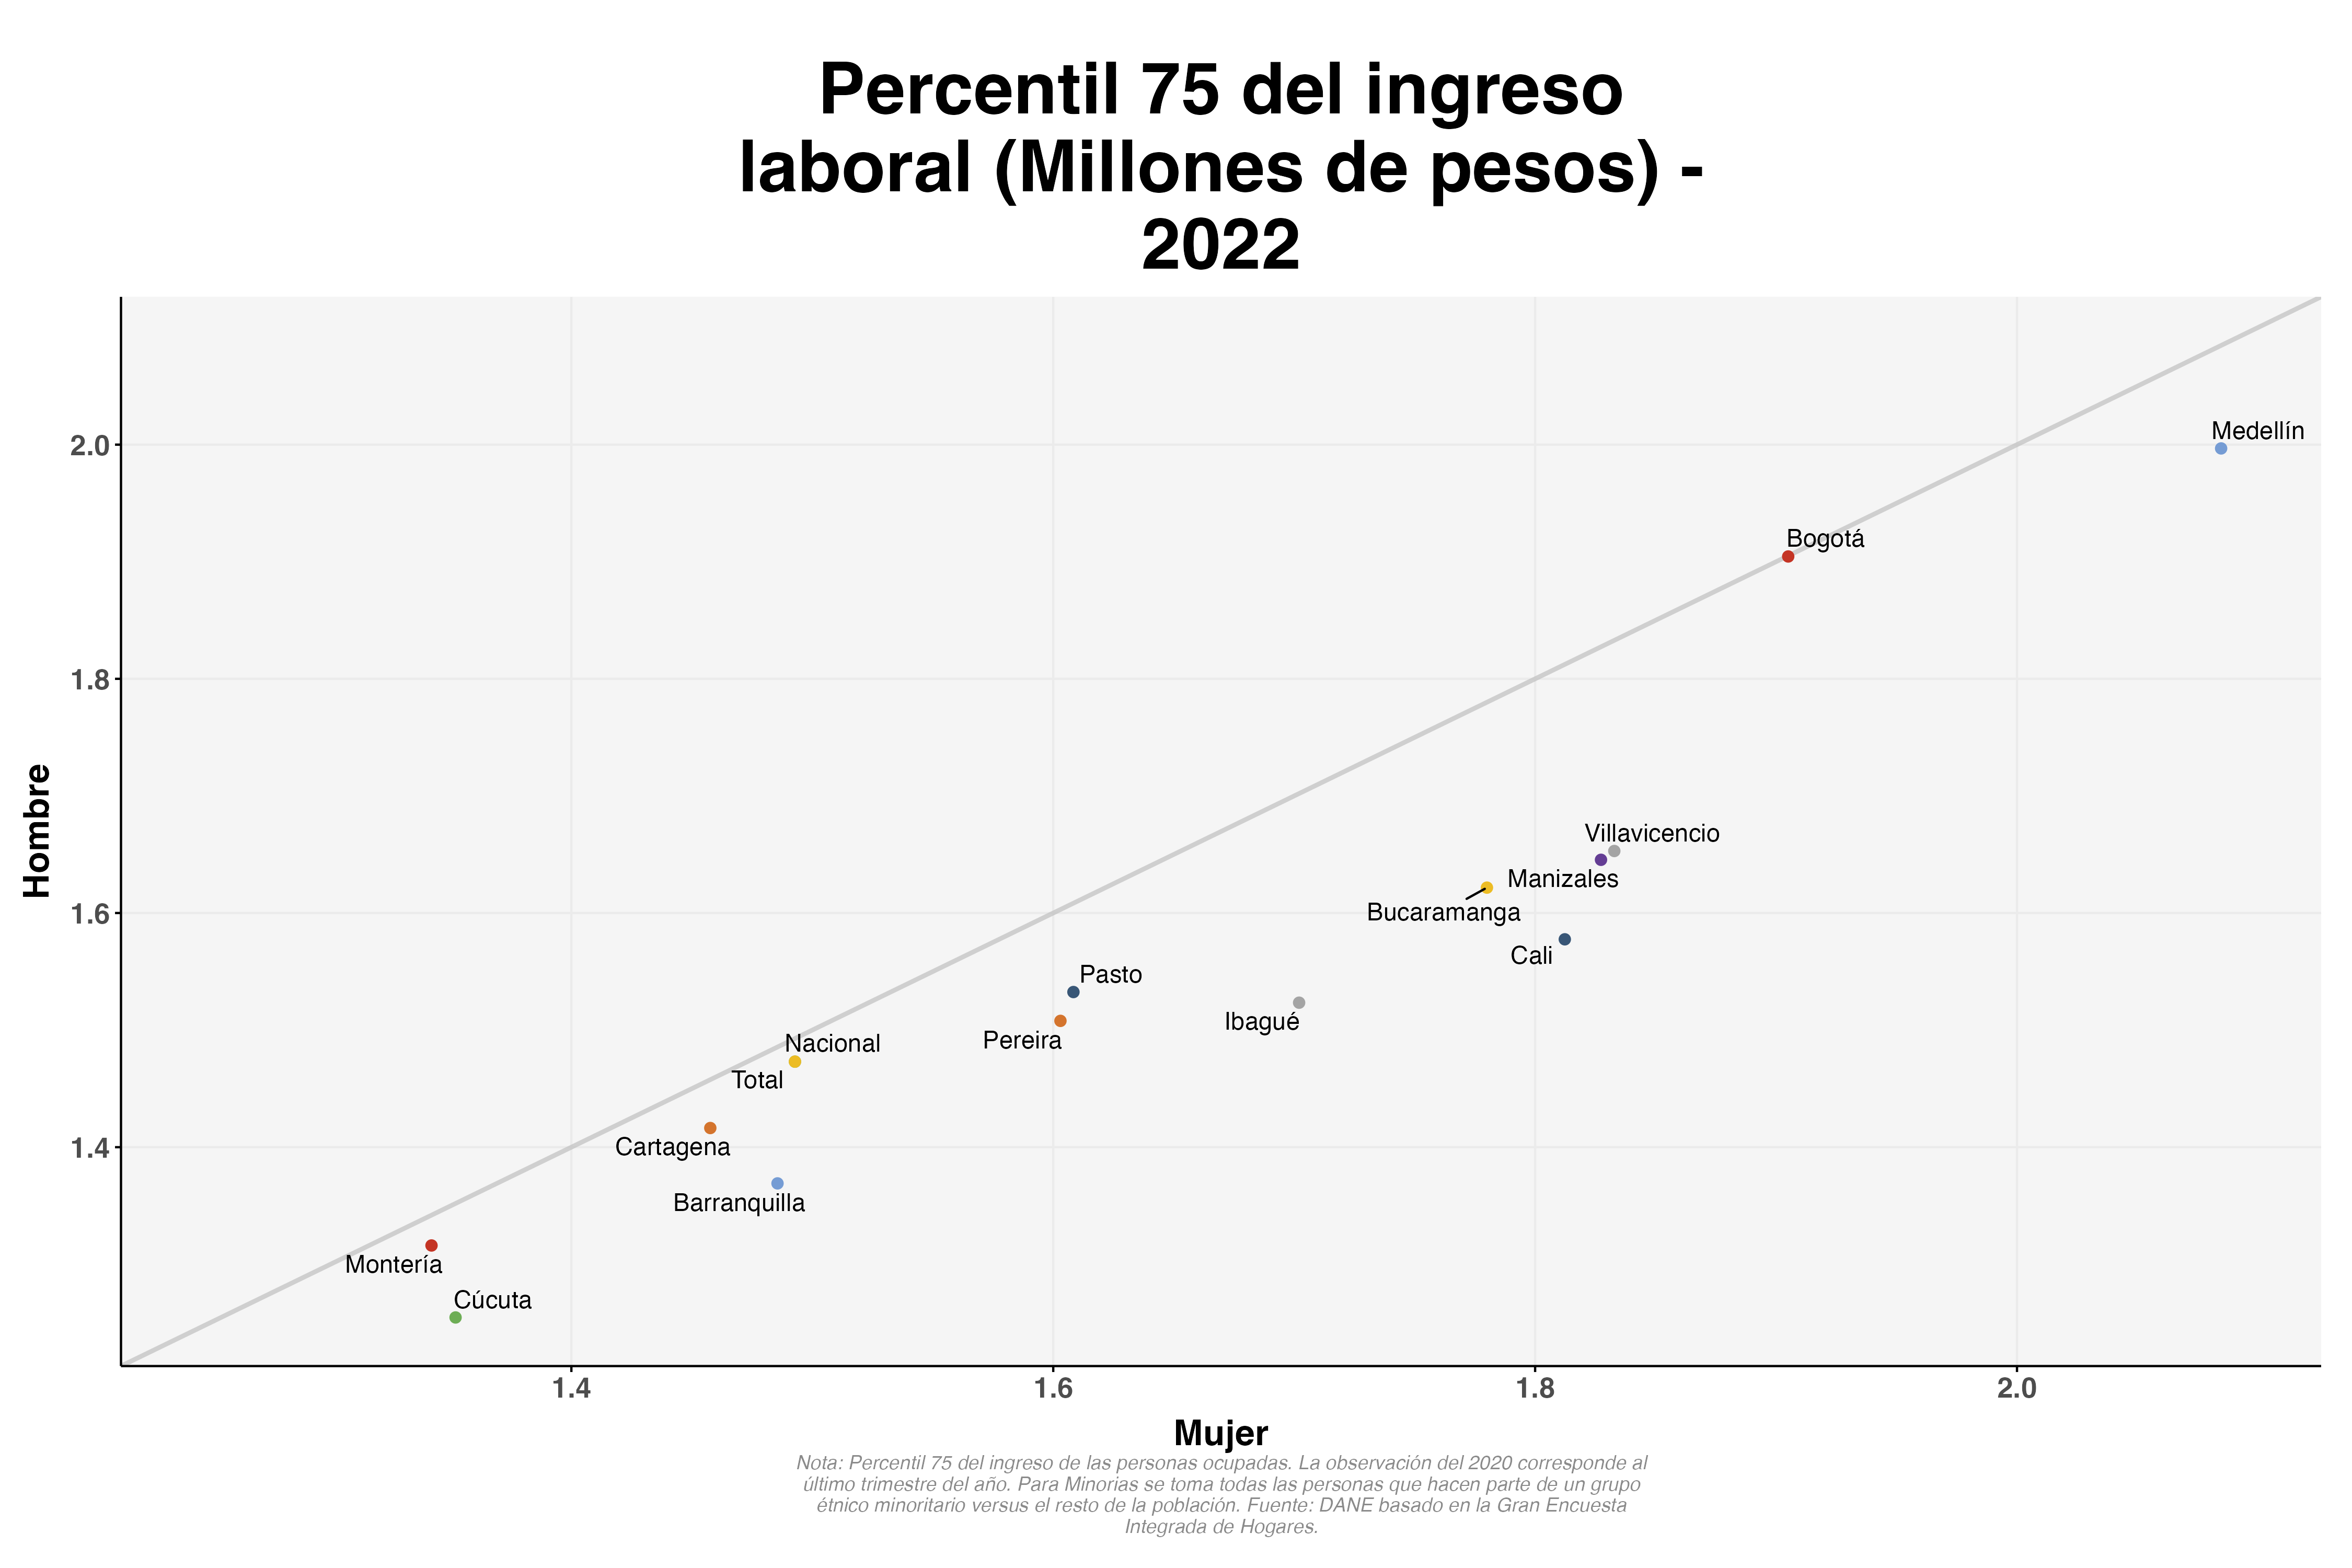 Percentil 75 del ingreso
laboral (Millones de pesos) -
2022
Medellín
2.0
Bogotá
1.8
Villavicencio
Manizales
Bucaramanga
1.6
Cali
Pasto
Ibagué
Pereira
Nacional
Total
Cartagena
1.4
Barranquilla
Montería
Cúcuta
Hombre
1.4 1.6 1.8 2.0
Mujer
Nota: Percentil 75 del ingreso de las personas ocupadas. La observación del 2020 corresponde al
último trimestre del año. Para Minorias se toma todas las personas que hacen parte de un grupo
étnico minoritario versus el resto de la población. Fuente: DANE basado en la Gran Encuesta
Integrada de Hogares.